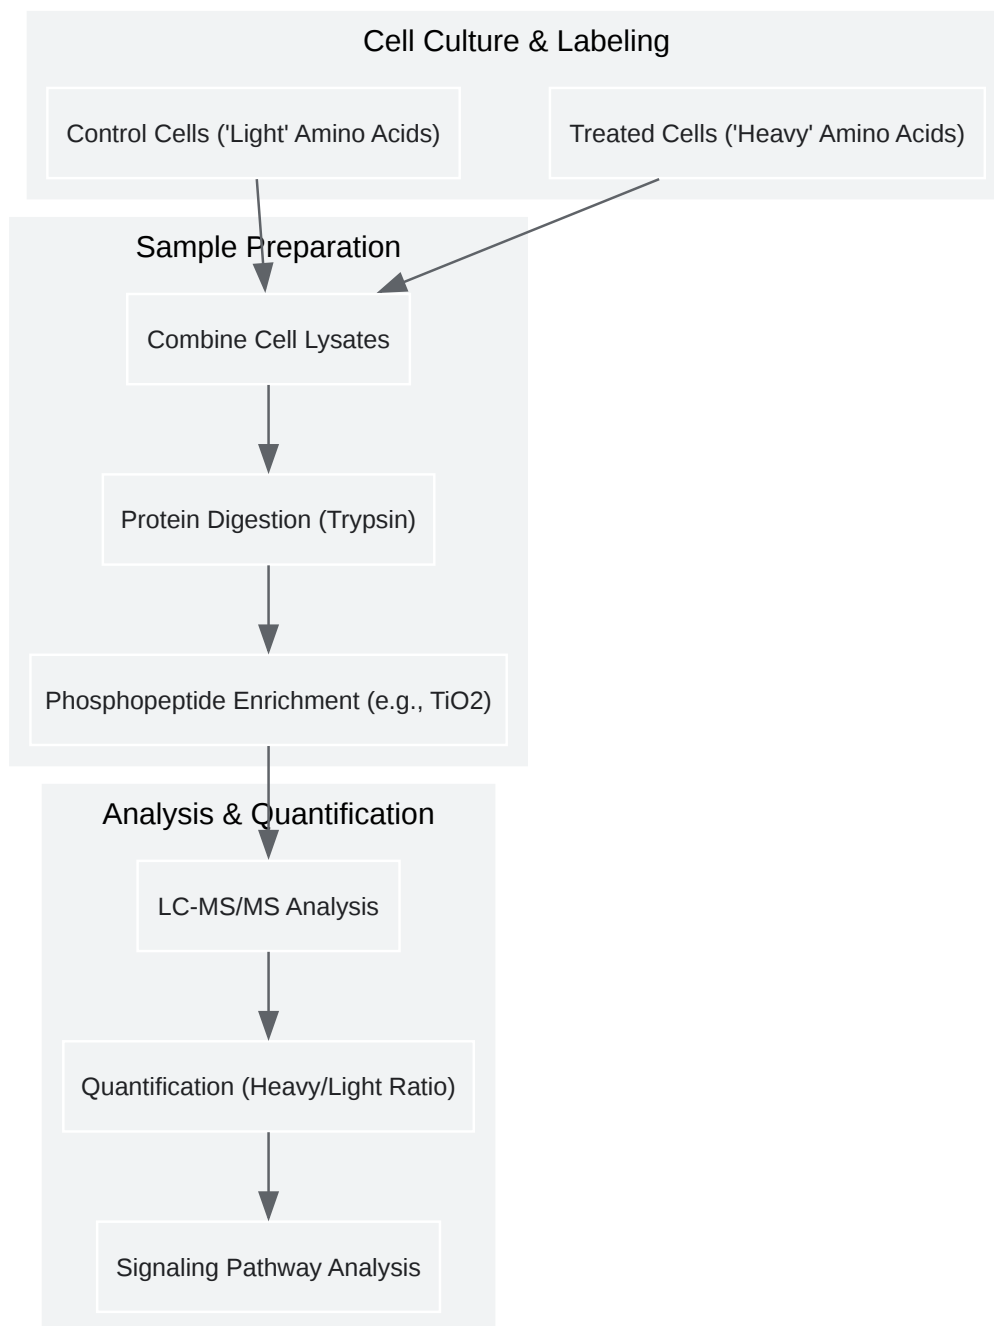 Cell Culture & Labeling
Control Cells ('Light' Amino Acids)
Treated Cells ('Heavy' Amino Acids)
Sample Preparation
Combine Cell Lysates
Protein Digestion (Trypsin)
Phosphopeptide Enrichment (e.g., TiO2)
Analysis & Quantification
LC-MS/MS Analysis
Quantification (Heavy/Light Ratio)
Signaling Pathway Analysis